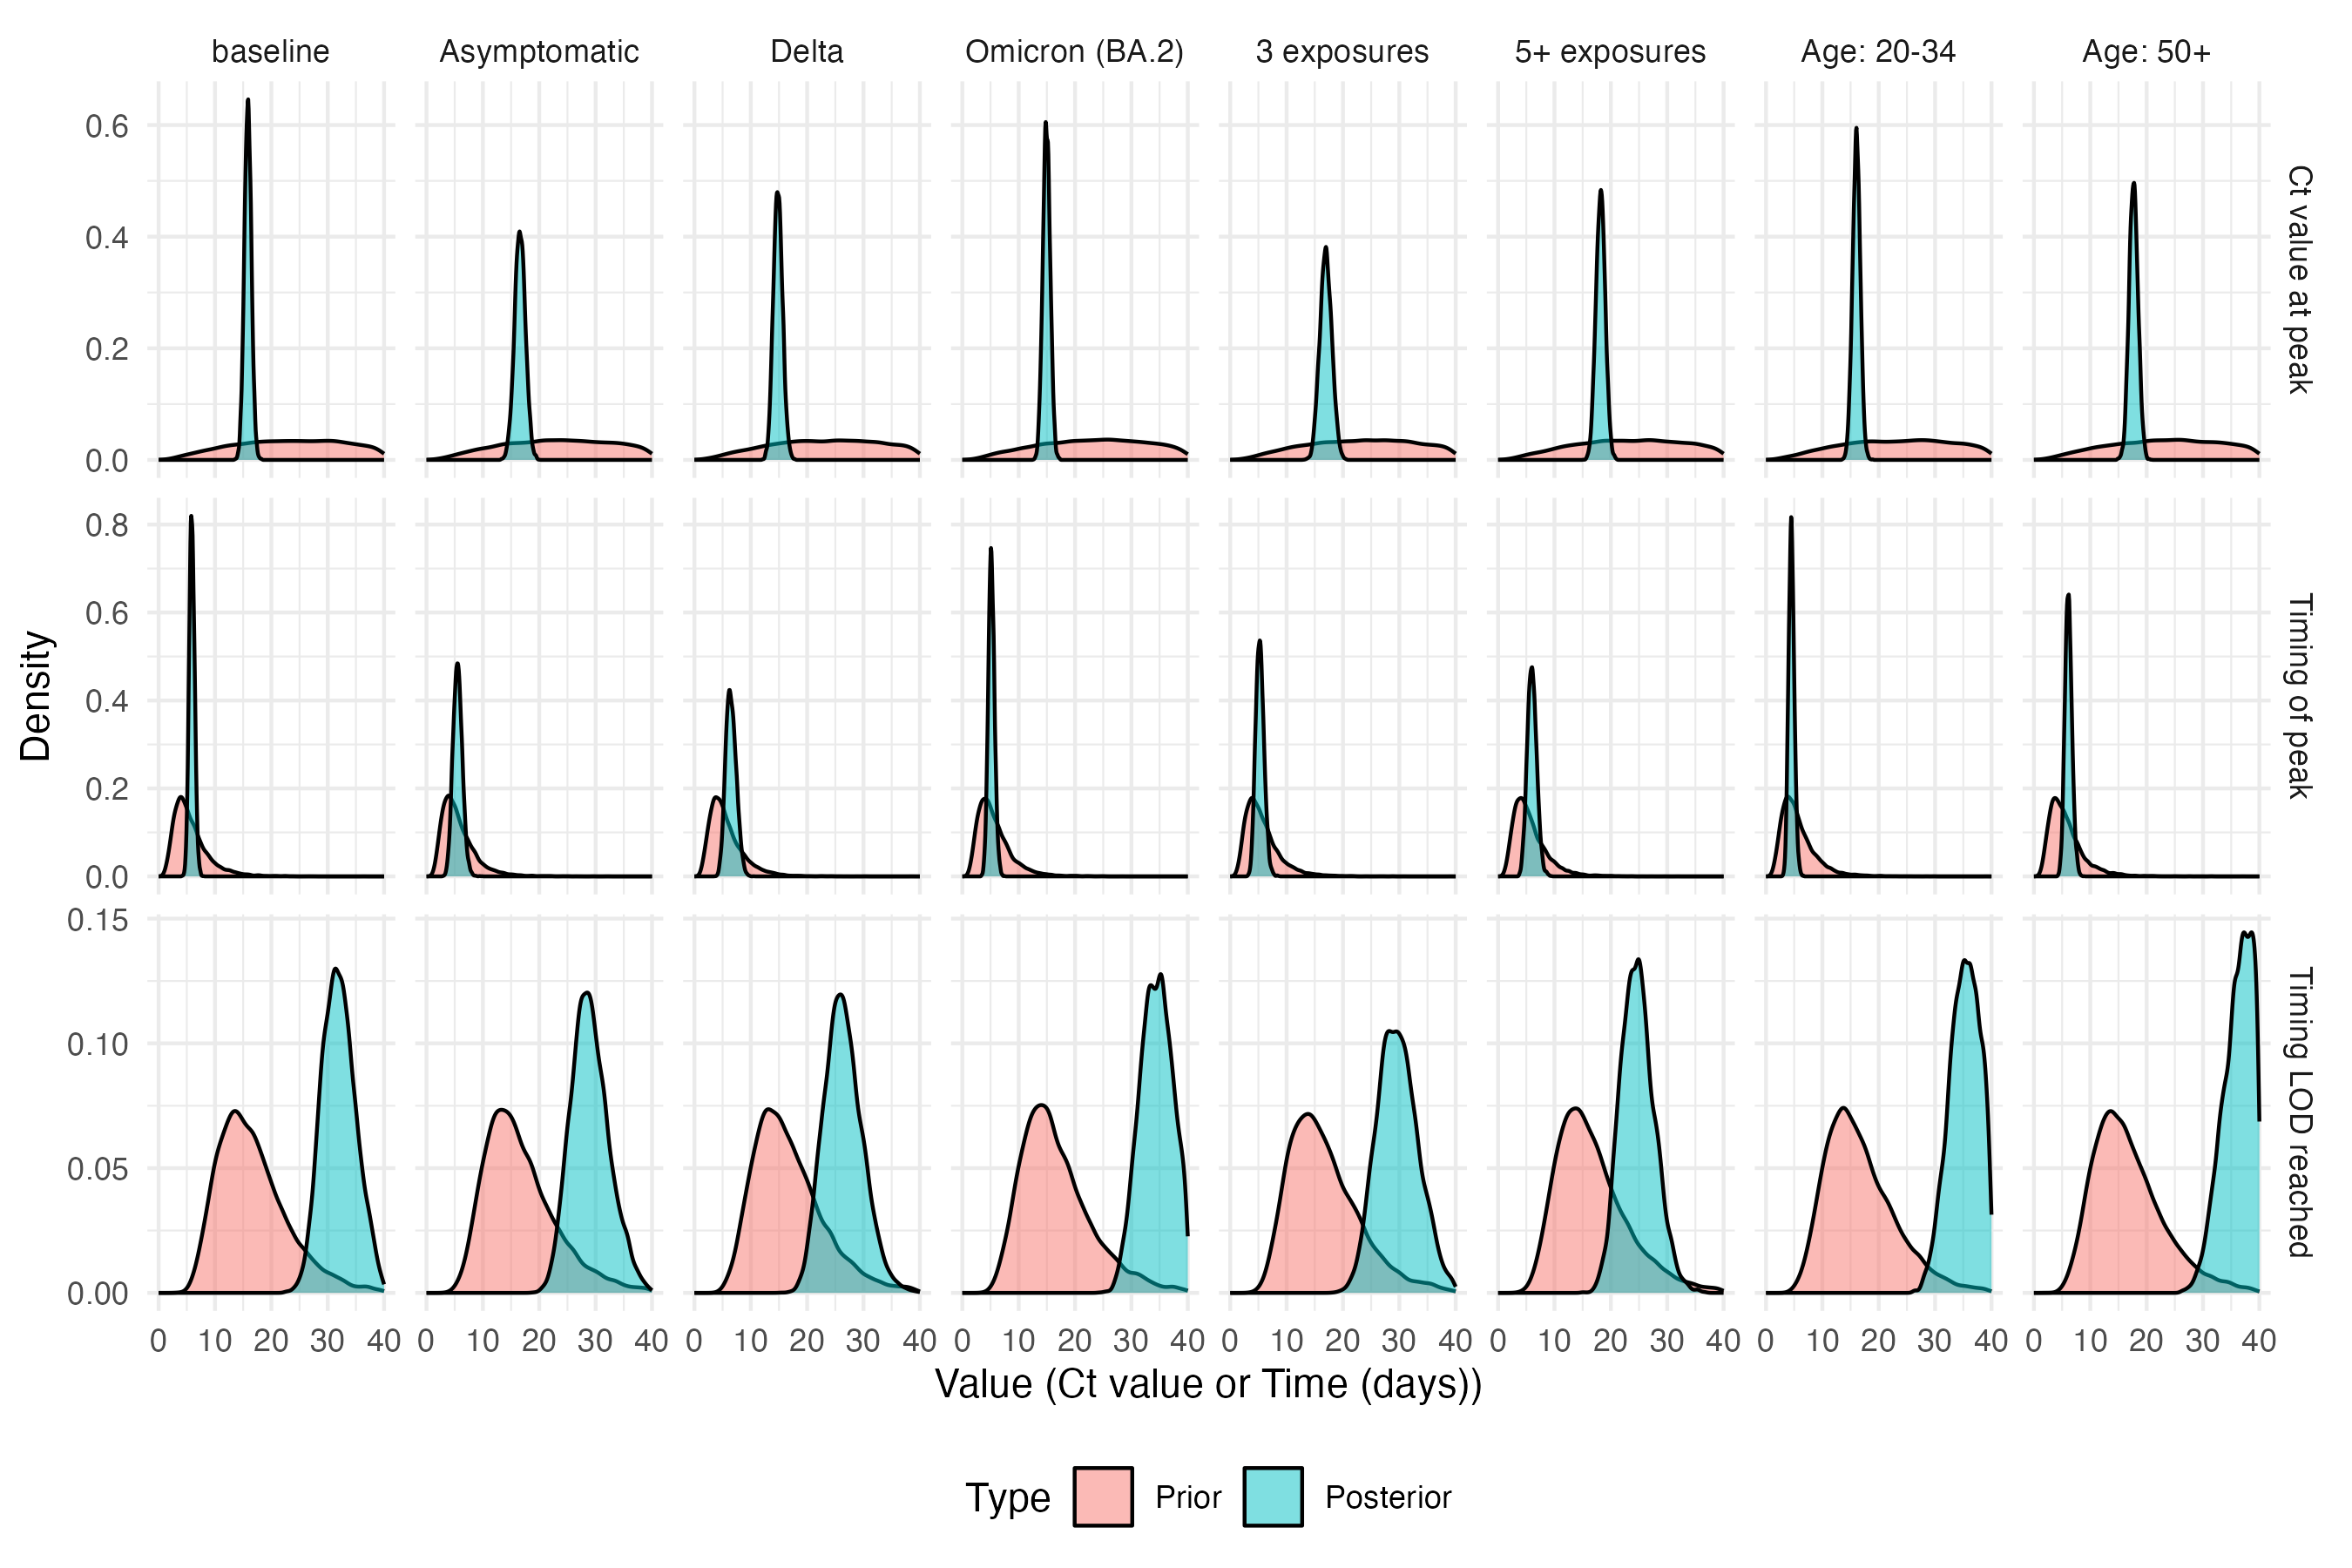 baseline Asymptomatic Delta Omicron (BA.2) 3 exposures 5+ exposures Age: 20-34 Age: 50+
0.6
0.4
0.2
0.0
Ct value at peak
0.8
0.6
0.4
0.2
0.0
Timing of peak
Density
0.15
0.10
0.05
0.00
Timing LOD reached
0 10 20 30 40 0 10 20 30 40 0 10 20 30 40 0 10 20 30 40 0 10 20 30 40 0 10 20 30 40 0 10 20 30 40 0 10 20 30 40
Value (Ct value or Time (days))
Type Prior Posterior